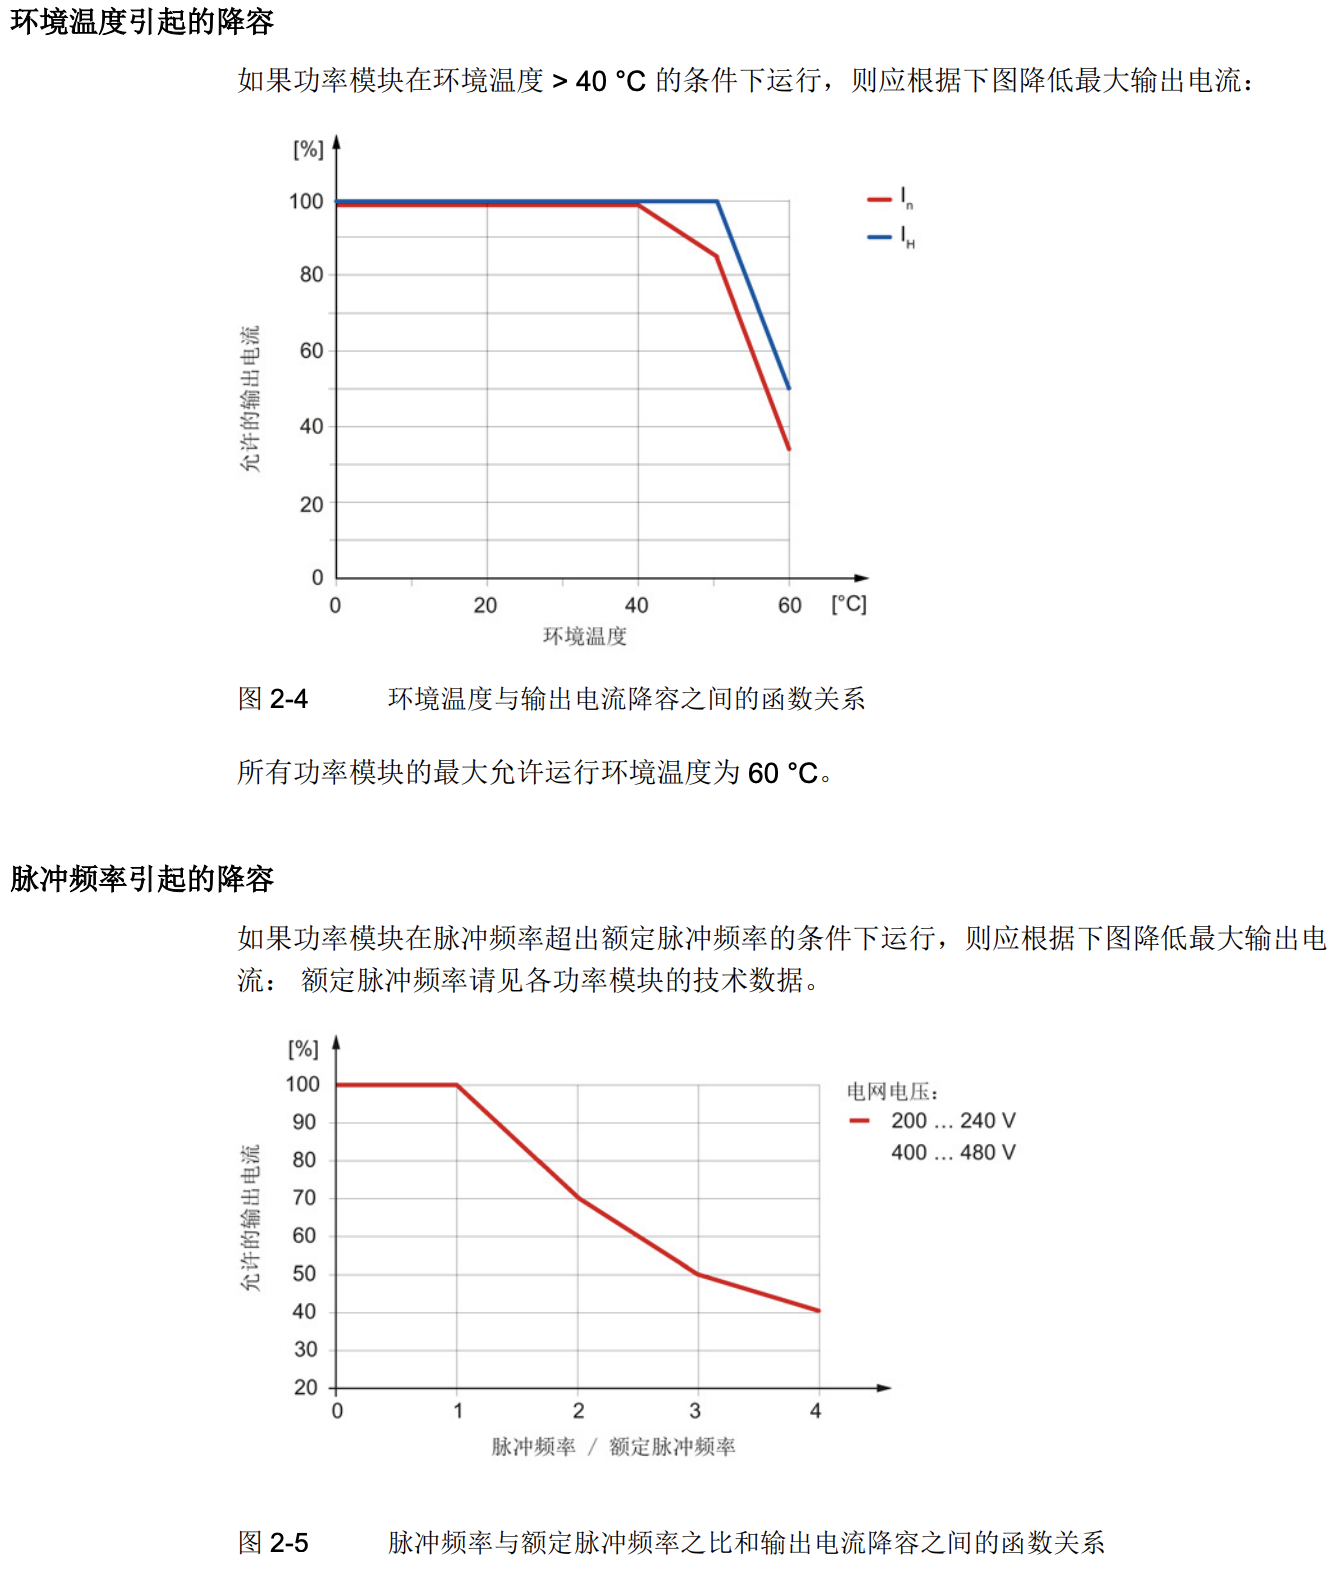 环境温度引起的降容
如果功率模块在环境温度 > 40 °C 的条件下运行，则应根据下图降低最大输出电流：
[%]
100
80
60
40
20
0
允许的输出电流
0 20 40 60 [°C]
环境温度
In
IH
图 2-4 环境温度与输出电流降容之间的函数关系
所有功率模块的最大允许运行环境温度为 60 °C。
脉冲频率引起的降容
如果功率模块在脉冲频率超出额定脉冲频率的条件下运行，则应根据下图降低最大输出电
流： 额定脉冲频率请见各功率模块的技术数据。
[%]
100
90
80
70
60
50
40
30
20
允许的输出电流
0 1 2 3 4
脉冲频率 / 额定脉冲频率
电网电压：
200 ... 240 V
400 ... 480 V
图 2-5 脉冲频率与额定脉冲频率之比和输出电流降容之间的函数关系